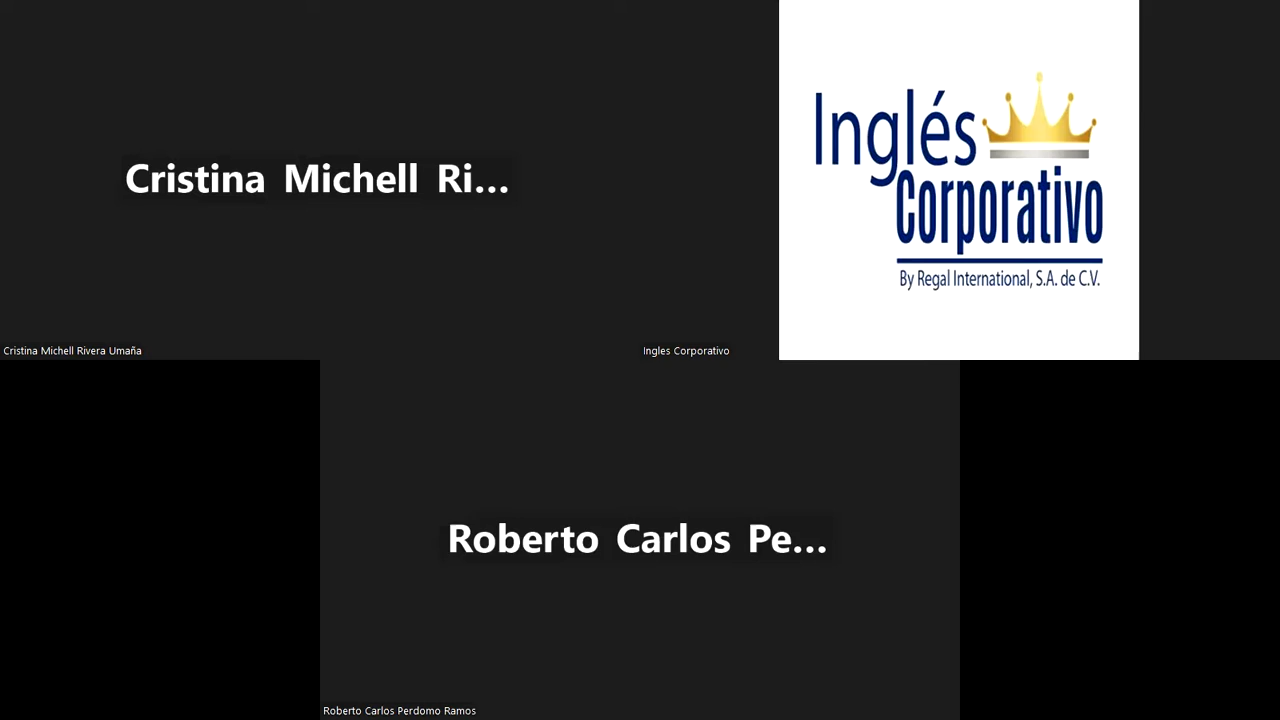 Cristina Michell Ri...
Cristina Michell Rivera Umaña
Inglés
Corporativo
By Regal International, S.A. de C.V.
Ingles Corporativo
Roberto Carlos Pe...
Roberto Carlos Perdomo Ramos